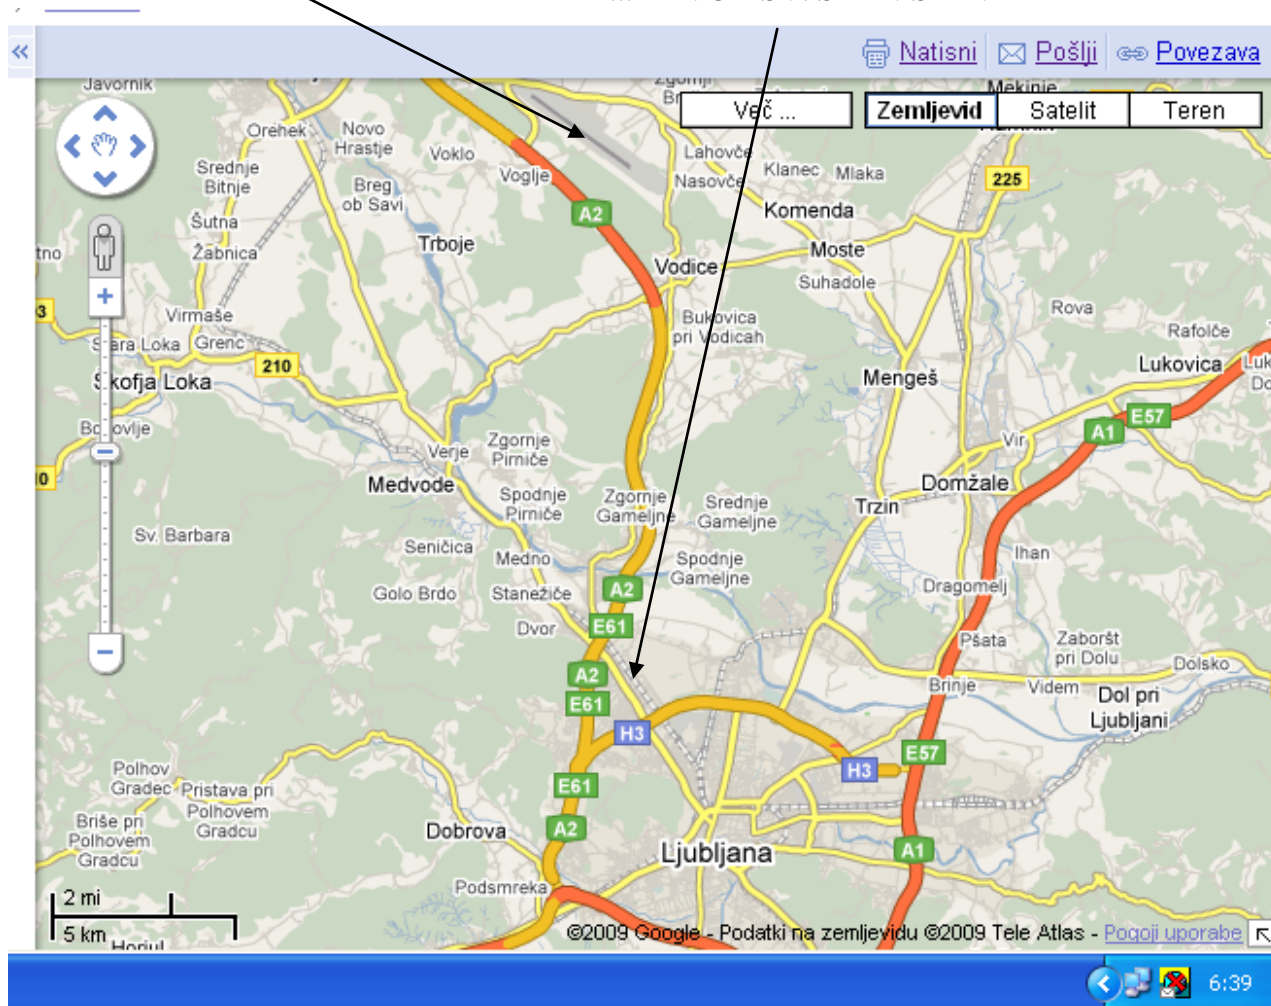 «
Natisni
Pošlji
Povezava
Več ...
Zemljevid
Satelit
Teren
Javornik
Mekinje
Orehek
Novo
Hrastje
Voklo
Voglje
Lahovče
Nasovče
Klanec
Mlaka
225
Srednje
Bitnje
Breg
ob Savi
A2
Komenda
Šutna
Žabnica
Trboje
Moste
Vodice
Suhadole
+
3
Virmaše
Bukovica
pri Vodicah
Rova
Rafolče
Stara Loka
Grenc
210
Škofja Loka
Mengeš
Lukovica
E57
A1
Vir
Verje
Zgornje
Pirniče
Medvode
Domžale
Spodnje
Pirniče
Zgornje
Gameljne
Srednje
Gameljne
Trzin
Sv. Barbara
Seničica
Medno
Spodnje
Gameljne
Ihan
Golo Brdo
Stanežiče
A2
Dragomelj
Dvor
E61
Pšata
Zaboršt
pri Dolu
Dolsko
A2
E61
Brinje
Videm
Dol pri
Ljubljani
H3
E57
H3
Polhov
Gradec
Pristava pri
Polhovem
Gradcu
E61
Briše pri
Polhovem
Gradcu
Dobrova
A2
Ljubljana
A1
Podsmreka
2 mi
5 km
Horjul
©2009 Google - Podatki na zemljevidu ©2009 Tele Atlas - Pogoji uporabe
6:39